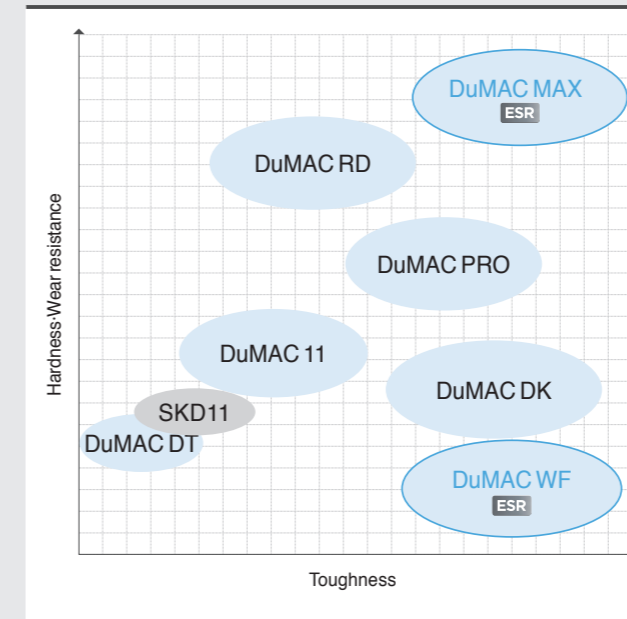 DuMAC MAX
ESR
DuMAC RD
DuMAC PRO
Hardness·Wear resistance
DuMAC 11
DuMAC DK
SKD11
DuMAC DT
DuMAC WF
ESR
Toughness